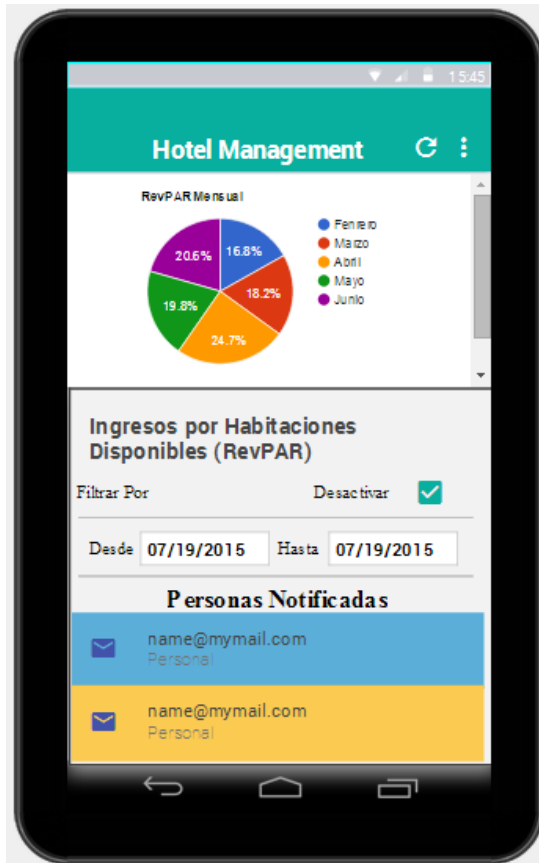 15:45
Hotel Management
RevPAR Mensual
Fenrero
Marzo
Abril
Mayo
Junio
16.8%
18.2%
24.7%
19.8%
20.6%
Ingresos por Habitaciones
Disponibles (RevPAR)
Filtrar Por Desactivar
Desde 07/19/2015 Hasta 07/19/2015
Personas Notificadas
name@mymail.com
Personal
name@mymail.com
Personal